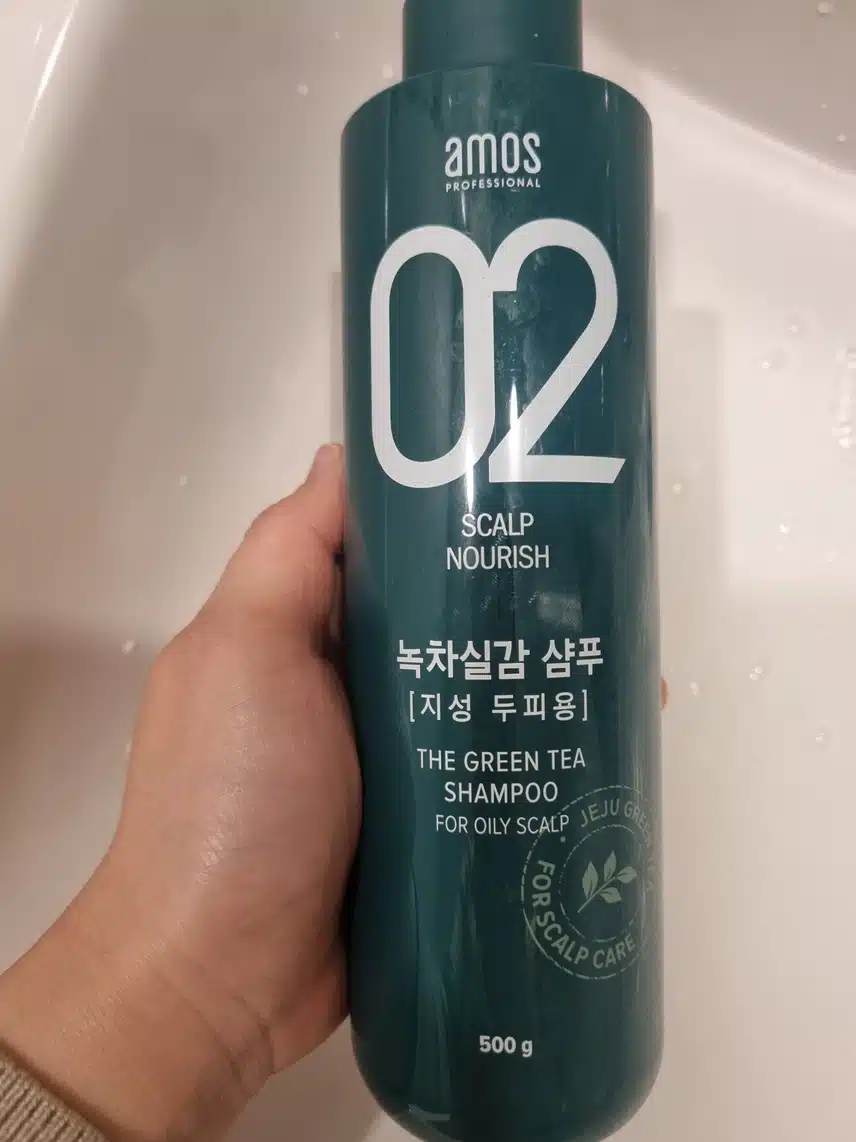 amos
PROFESSIONAL
02
SCALP
NOURISH
녹차실감 샴푸
[지성 두피용]
THE GREEN TEA
SHAMPOO
FOR OILY SCALP
JEJU GREEN TEA
FOR SCALP CARE
500 g